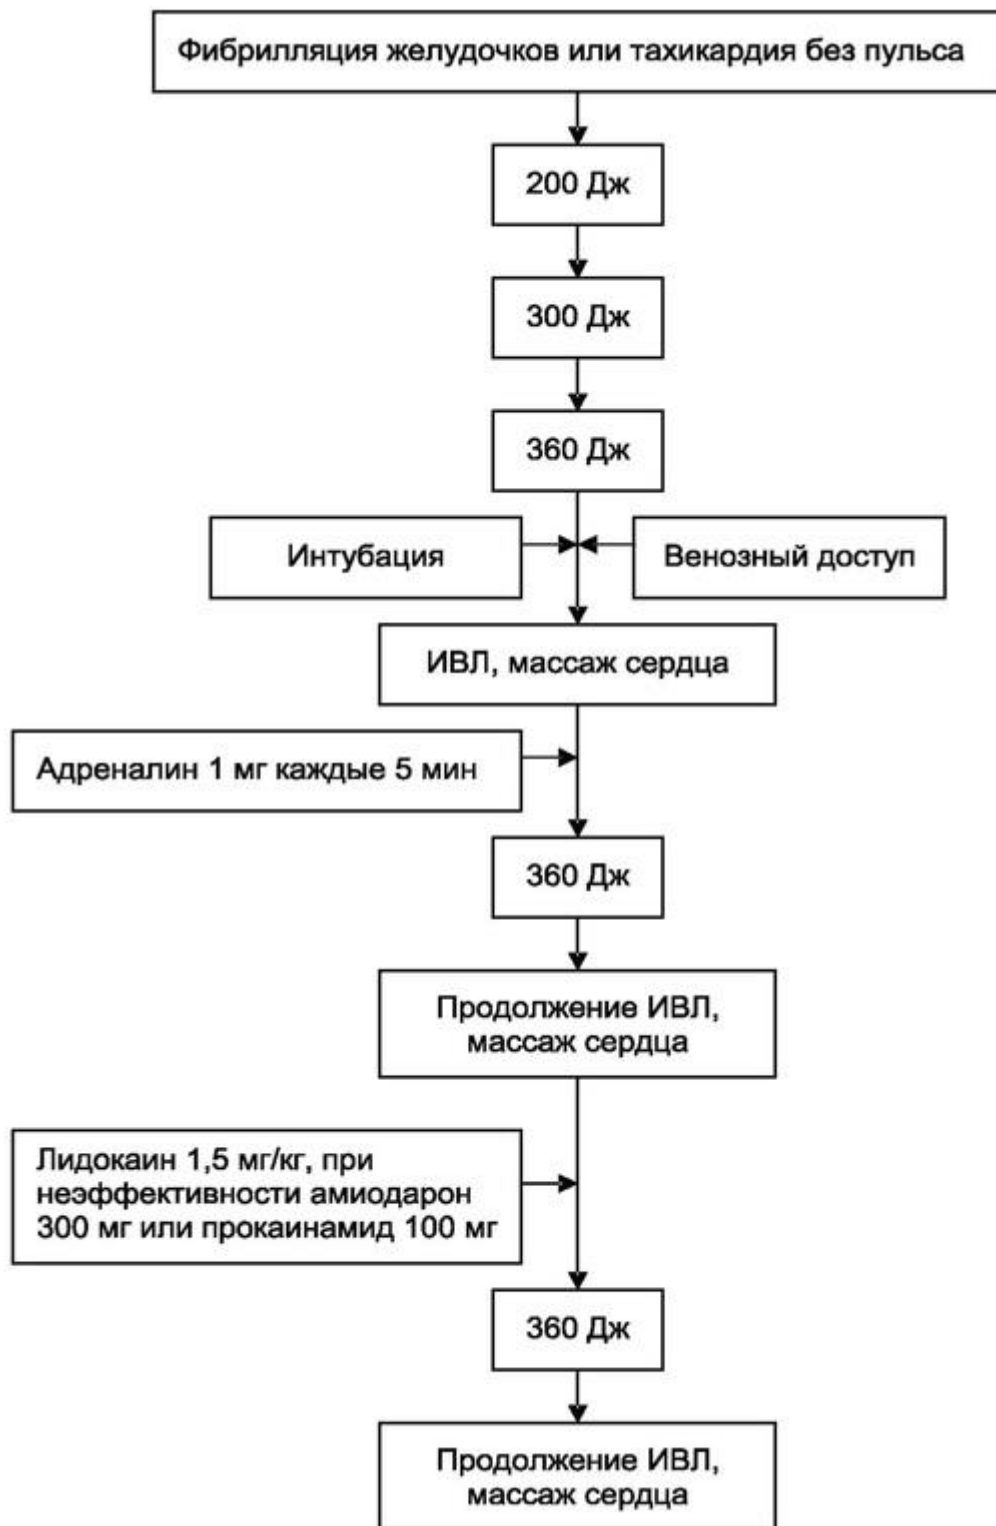 Фибрилляция желудочков или тахикардия без пульса
200 Дж
300 Дж
360 Дж
Интубация
Венозный доступ
ИВЛ, массаж сердца
Адреналин 1 мг каждые 5 мин
360 Дж
Продолжение ИВЛ,
массаж сердца
Лидокаин 1,5 мг/кг, при
неэффективности амиодарон
300 мг или прокаинамид 100 мг
360 Дж
Продолжение ИВЛ,
массаж сердца